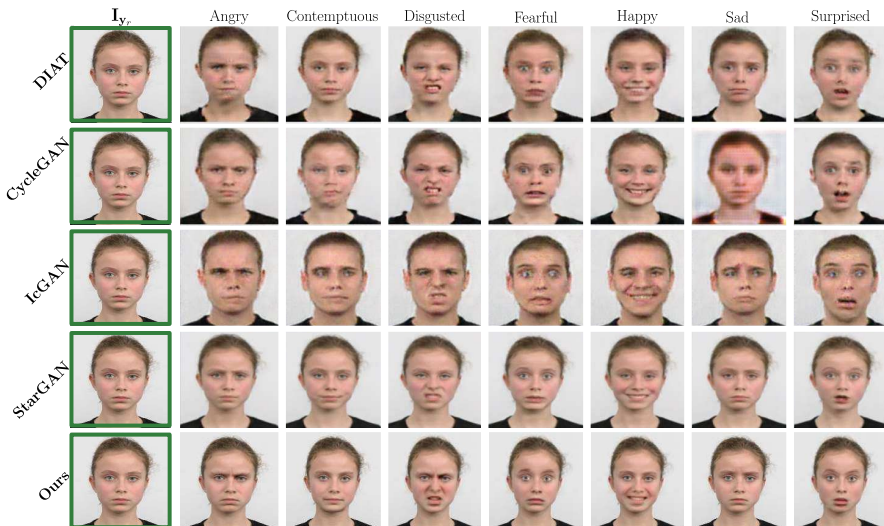 I_{y_r} Angry Contemptuous Disgusted Fearful Happy Sad Surprised
DIAT
CycleGAN
IcGAN
StarGAN
Ours